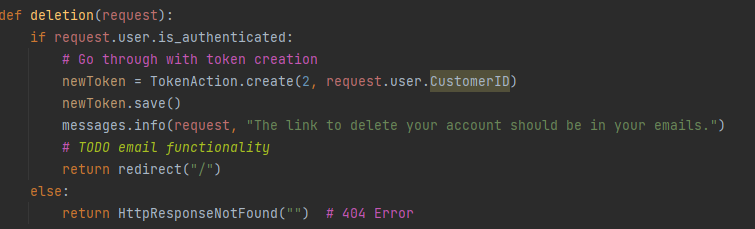 def deletion(request):
    if request.user.is_authenticated:
        # Go through with token creation
        newToken = TokenAction.create(2, request.user.CustomerID)
        newToken.save()
        messages.info(request, "The link to delete your account should be in your emails.")
        # TODO email functionality
        return redirect("/")
    else:
        return HttpResponseNotFound("")  # 404 Error